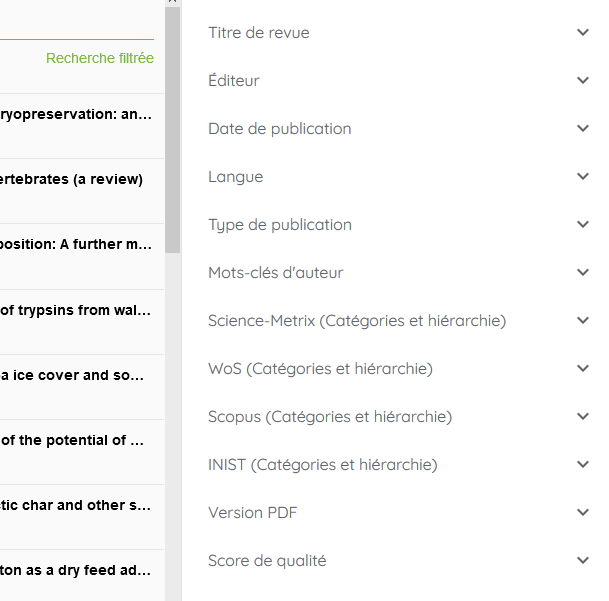 Recherche filtrée
ryopreservation: an...
ertebrates (a review)
position: A further m...
of trypsins from wal...
a ice cover and so...
of the potential of ...
tic char and other s...
ton as a dry feed ad...
Titre de revue
Éditeur
Date de publication
Langue
Type de publication
Mots-clés d'auteur
Science-Metrix (Catégories et hiérarchie)
WoS (Catégories et hiérarchie)
Scopus (Catégories et hiérarchie)
INIST (Catégories et hiérarchie)
Version PDF
Score de qualité